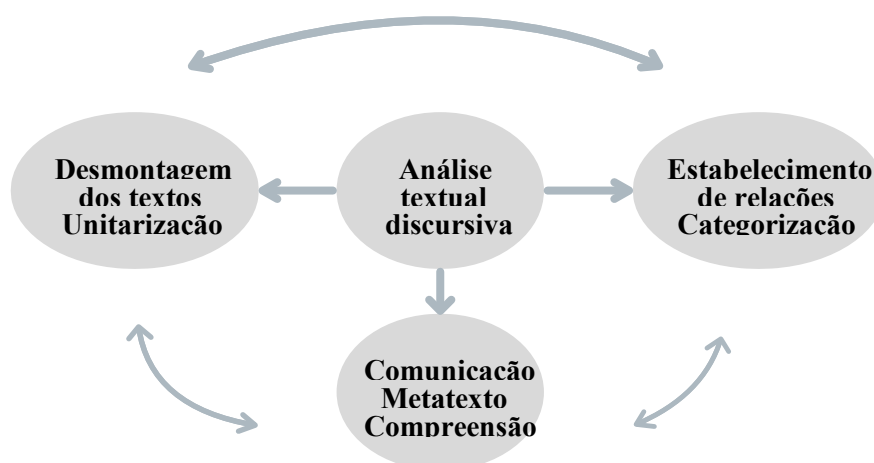 Desmontagem
dos textos
Unitarização
Análise
textual
discursiva
Estabelecimento
de relações
Categorização
Comunicação
Metatexto
Compreensão